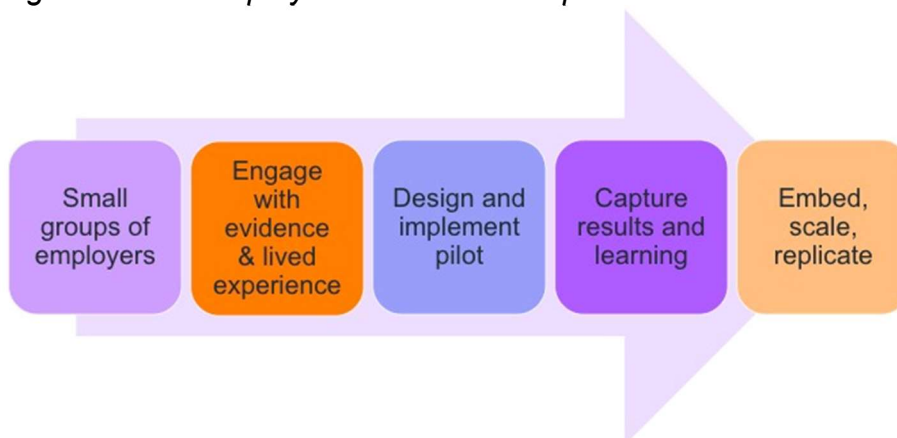 Small
groups of
employers
Engage
with
evidence
& lived
experience
Design and
implement
pilot
Capture
results and
learning
Embed,
scale,
replicate